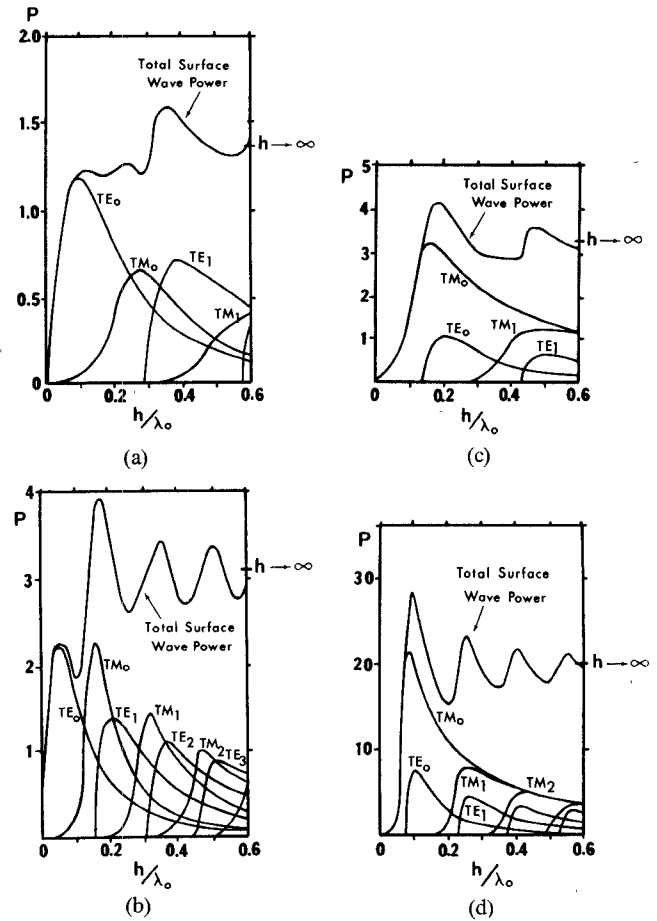 P
2.0
Total Surface
Wave Power
1.5
h → ∞
TE₀
1.0
TM₀
TE₁
0.5
TM₁
0
0 0.2 0.4 0.6
h/λ₀
(a)
P
5
Total Surface
Wave Power
4
h → ∞
3
TM₀
2
TE₀
TM₁
1
TE₁
0
0 0.2 0.4 0.6
h/λ₀
(c)
P
4
h → ∞
3
Total Surface
Wave Power
2
TM₀
TE₀
TE₁
TM₁
TE₂
TM₂
TE₃
1
0
0 0.2 0.4 0.6
h/λ₀
(b)
P
30
Total Surface
Wave Power
20
h → ∞
TM₀
10
TE₀
TM₁
TM₂
TE₁
0
0 0.2 0.4 0.6
h/λ₀
(d)